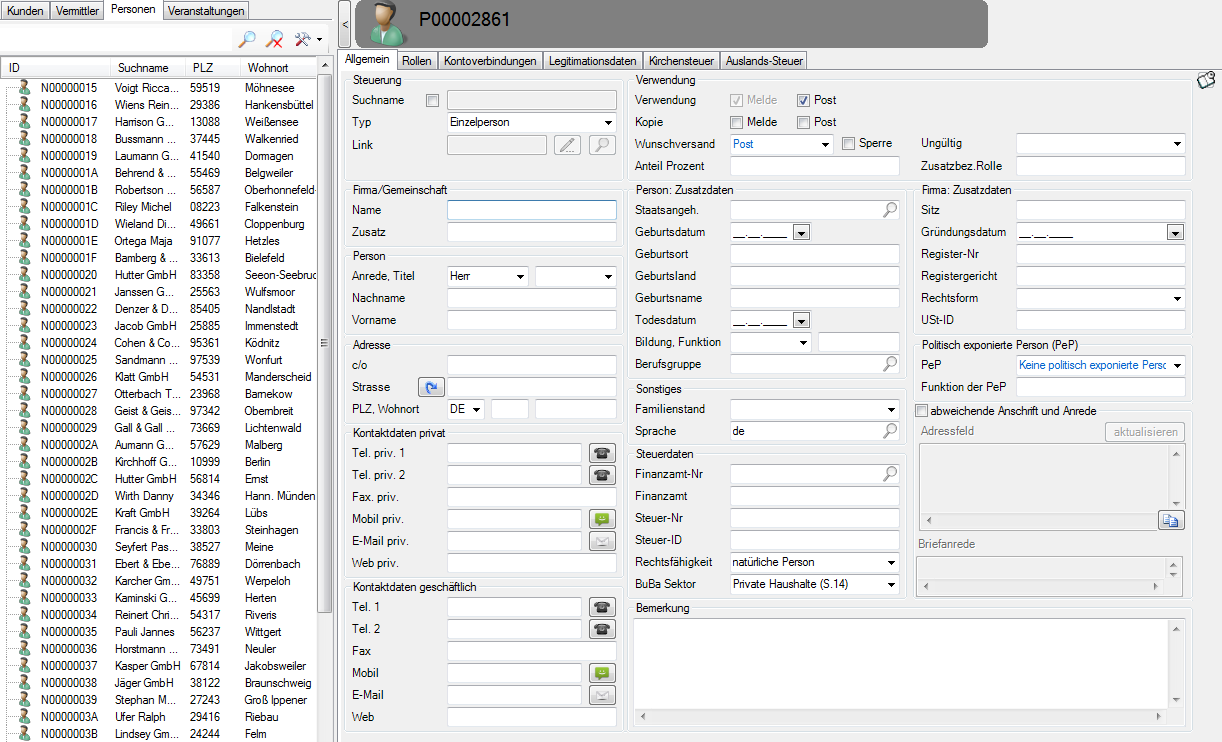 Kunden Vermittler Personen Veranstaltungen
ID Suchname PLZ Wohnort
N00000015 Voigt Ricca... 59519 Möhnesee
N00000016 Wiens Rein... 29386 Hankensbüttel
N00000017 Harrison G... 13088 Weißensee
N00000018 Bussmann ... 37445 Walkenried
N00000019 Laumann G... 41540 Dormagen
N0000001A Behrend & ... 55469 Belgweiler
N0000001B Robertson ... 56587 Oberhonnefeld-
N0000001C Riley Michel 08223 Falkenstein
N0000001D Wieland Di... 49661 Cloppenburg
N0000001E Ortega Maja 91077 Hetzles
N0000001F Bamberg & ... 33613 Bielefeld
N00000020 Hutter GmbH 83358 Seeon-Seebruc
N00000021 Janssen G... 25563 Wulfsmoor
N00000022 Denzer & D... 85405 Nandlstadt
N00000023 Jacob GmbH 25885 Immenstedt
N00000024 Cohen & Co... 95361 Ködnitz
N00000025 Sandmann ... 97539 Wonfurt
N00000026 Klatt GmbH 54531 Manderscheid
N00000027 Otterbach T... 23968 Barnekow
N00000028 Geist & Geis... 97342 Obernbreit
N00000029 Gall & Gall ... 73669 Lichtenwald
N0000002A Aumann G... 57629 Malberg
N0000002B Kirchhoff G... 10999 Berlin
N0000002C Hutter GmbH 56814 Ernst
N0000002D Wirth Danny 34346 Hann. Münden
N0000002E Kraft GmbH 39264 Lübs
N0000002F Francis & Fr... 33803 Steinhagen
N00000030 Seyfert Pas... 38527 Meine
N00000031 Ebert & Ebe... 76889 Dörrenbach
N00000032 Karcher Gm... 49751 Werpeloh
N00000033 Kaminski G... 45699 Herten
N00000034 Reinert Chri... 54317 Riveris
N00000035 Pauli Jannes 56237 Wittgert
N00000036 Horstmann ... 73491 Neuler
N00000037 Kasper GmbH 67814 Jakobsweiler
N00000038 Jäger GmbH 38122 Braunschweig
N00000039 Stephan M... 27243 Groß Ippener
N0000003A Ufer Ralph 29416 Riebau
N0000003B Lindsey Gm... 24244 Felm
<
P00002861
Allgemein Rollen Kontoverbindungen Legitimationsdaten Kirchensteuer Auslands-Steuer
Steuerung
Suchname
Typ Einzelperson
Link
Firma/Gemeinschaft
Name
Zusatz
Person
Anrede, Titel Herr
Nachname
Vorname
Adresse
c/o
Strasse
PLZ, Wohnort DE
Kontaktdaten privat
Tel. priv. 1
Tel. priv. 2
Fax. priv.
Mobil priv.
E-Mail priv.
Web priv.
Kontaktdaten geschäftlich
Tel. 1
Tel. 2
Fax
Mobil
E-Mail
Web
Verwendung
Verwendung Melde Post
Kopie Melde Post
Wunschversand Post Sperre Ungültig
Anteil Prozent Zusatzbez.Rolle
Person: Zusatzdaten
Staatsangeh.
Geburtsdatum __.__.____
Geburtsort
Geburtsland
Geburtsname
Todesdatum __.__.____
Bildung, Funktion
Berufsgruppe
Sonstiges
Familienstand
Sprache de
Steuerdaten
Finanzamt-Nr
Finanzamt
Steuer-Nr
Steuer-ID
Rechtsfähigkeit natürliche Person
BuBa Sektor Private Haushalte (S.14)
Firma: Zusatzdaten
Sitz
Gründungsdatum __.__.____
Register-Nr
Registergericht
Rechtsform
USt-ID
Politisch exponierte Person (PeP)
PeP Keine politisch exponierte Persc
Funktion der PeP
abweichende Anschrift und Anrede
Adressfeld aktualisieren
Briefanrede
Bemerkung